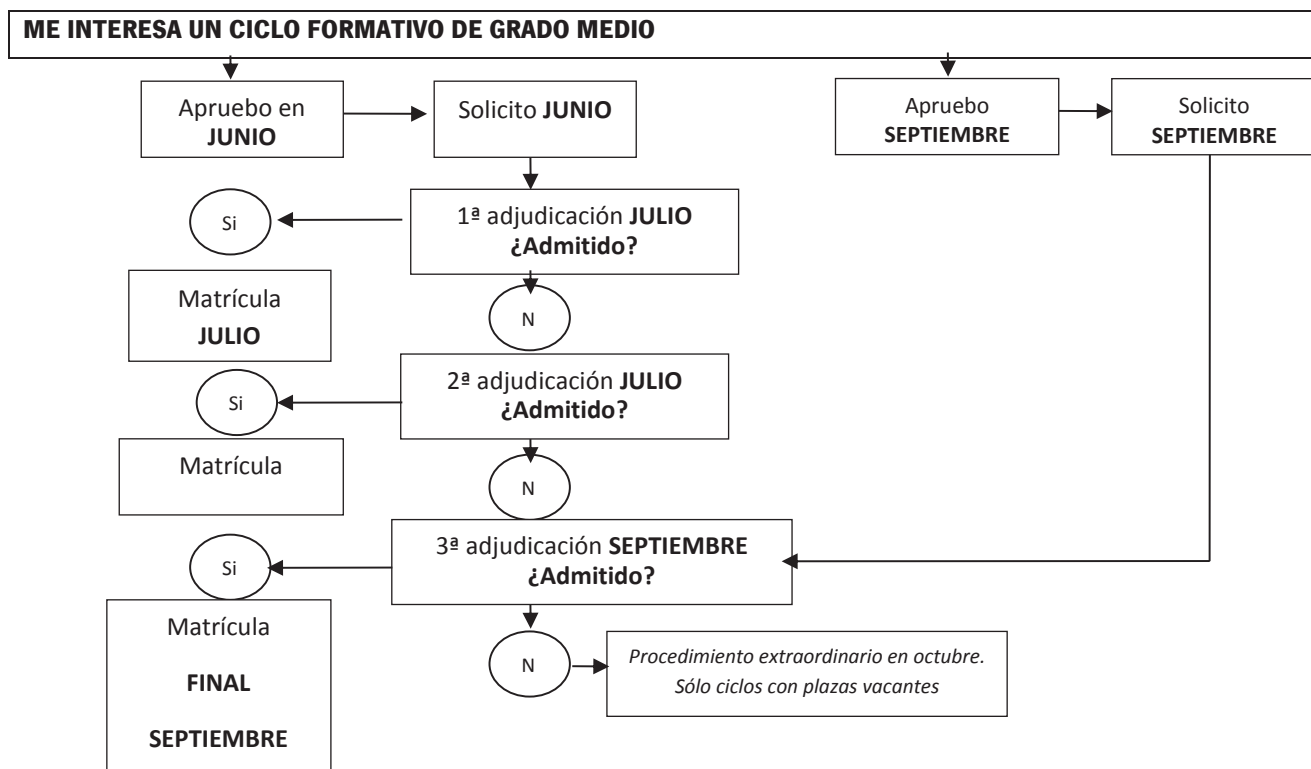 ME INTERESA UN CICLO FORMATIVO DE GRADO MEDIO
Apruebo en
JUNIO
Solicito JUNIO
Apruebo
SEPTIEMBRE
Solicito
SEPTIEMBRE
Si
1ª adjudicación JULIO
¿Admitido?
Matrícula
JULIO
N
Si
2ª adjudicación JULIO
¿Admitido?
Matrícula
N
Si
3ª adjudicación SEPTIEMBRE
¿Admitido?
Matrícula
FINAL
SEPTIEMBRE
N
Procedimiento extraordinario en octubre.
Sólo ciclos con plazas vacantes